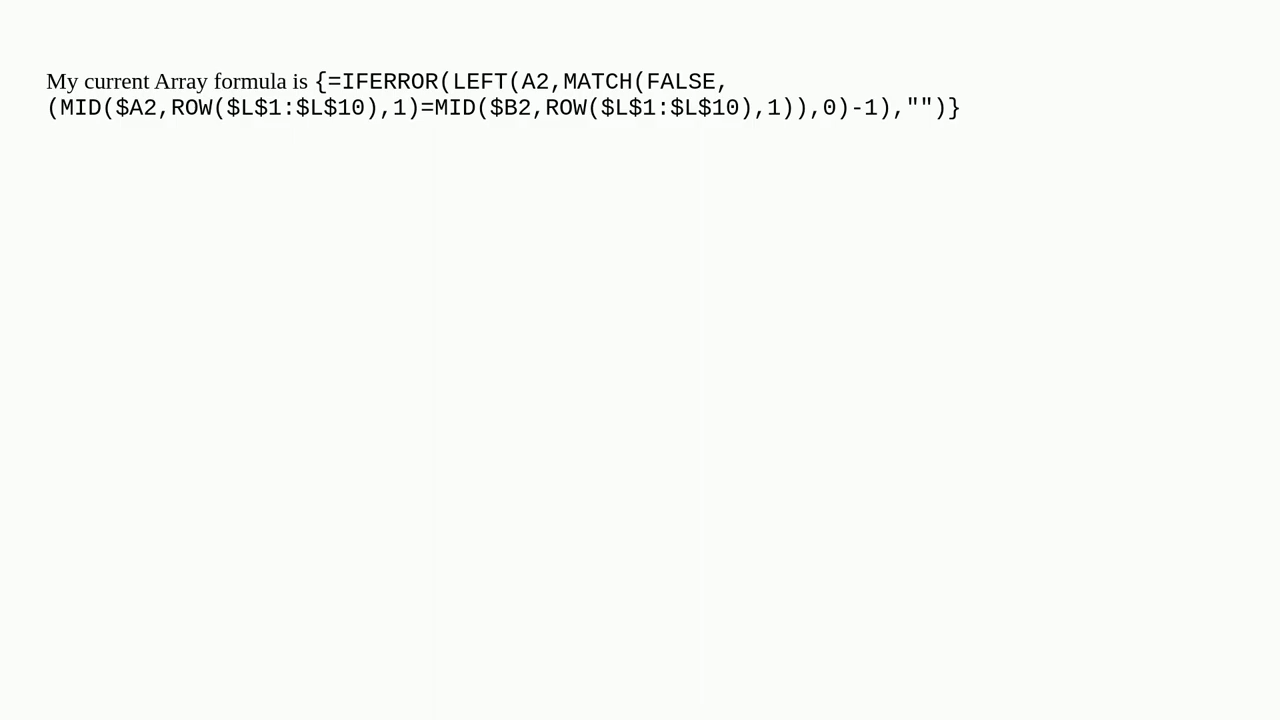 My current Array formula is {=IFERROR(LEFT(A2,MATCH(FALSE,
(MID($A2,ROW($L$1:$L$10),1)=MID($B2,ROW($L$1:$L$10),1)),0)-1),"")}